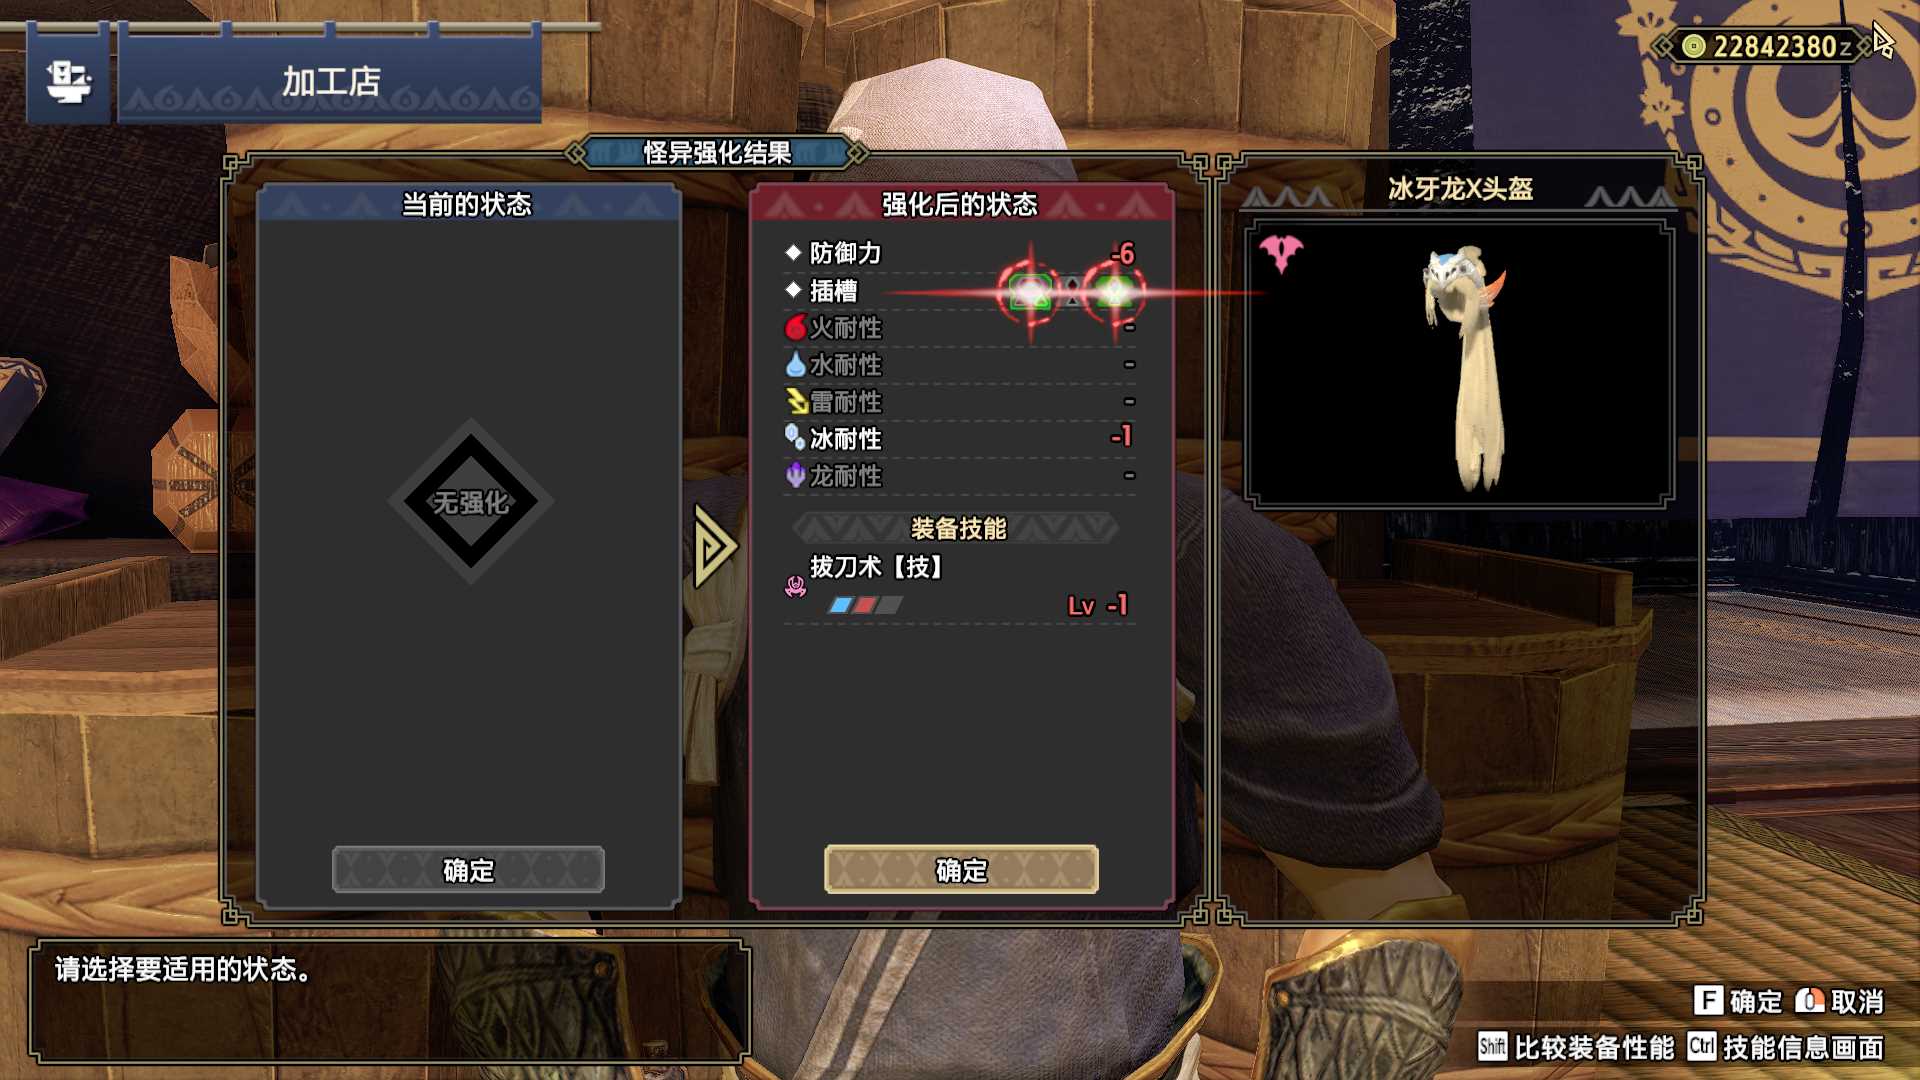 加工店
22842380z
怪异强化结果
当前的状态
无强化
确定
强化后的状态
防御力 -6
插槽
火耐性 -
水耐性 -
雷耐性 -
冰耐性 -1
龙耐性 -
装备技能
拔刀术【技】
Lv -1
确定
冰牙龙X头盔
请选择要适用的状态。
F 确定 取消
Shift 比较装备性能 Ctrl 技能信息画面